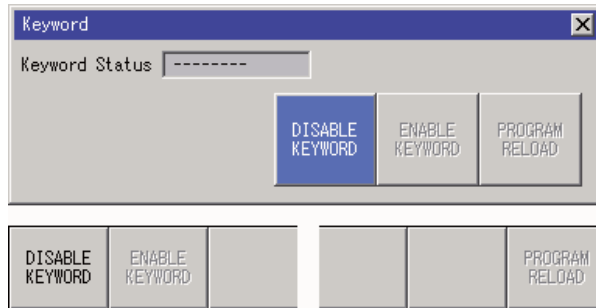 Keyword
Keyword Status --------
DISABLE ENABLE PROGRAM
KEYWORD KEYWORD RELOAD
DISABLE ENABLE PROGRAM
KEYWORD KEYWORD RELOAD